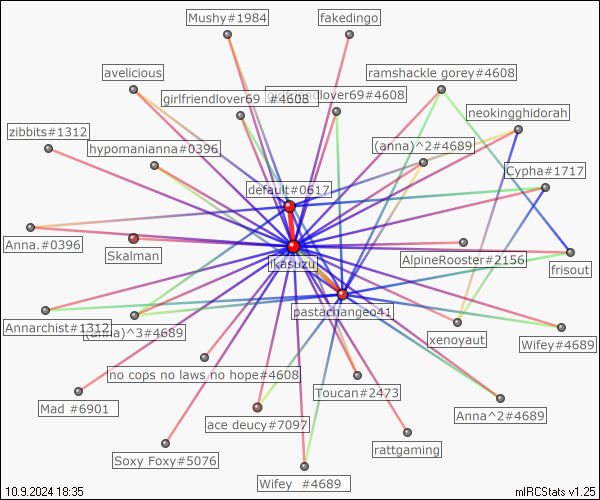 Mushy#1984
fakedingo
avelicious
ramshackle gorey#4608
girlfriendlover69  #4608
girlfriendlover69#4608
neokingghidorah
zibbits#1312
hypomanianna#0396
(anna)^2#4689
Cypha#1717
default#0617
Anna.#0396
Skalman
ikasuzu
AlpineRooster#2156
frisout
pastachangeo41
Annarchist#1312
(anna)^3#4689
xenoyaut
Wifey#4689
no cops no laws no hope#4608
Toucan#2473
Mad #6901
ace deucy#7097
Anna^2#4689
Soxy Foxy#5076
rattgaming
Wifey  #4689
10.9.2024 18:35
mIRCStats v1.25